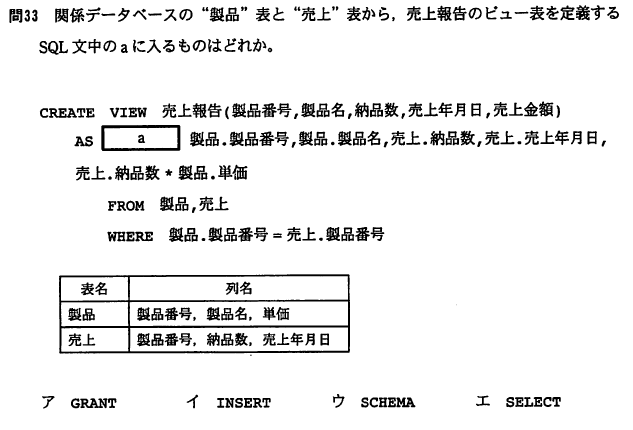 問33 関係データベースの“製品”表と“売上”表から，売上報告のビュー表を定義する
SQL文中のaに入るものはどれか。
CREATE VIEW 売上報告(製品番号,製品名,納品数,売上年月日,売上金額)
AS a 製品.製品番号,製品.製品名,売上.納品数,売上.売上年月日,
売上.納品数 * 製品.単価
FROM 製品,売上
WHERE 製品.製品番号 = 売上.製品番号
表名 列名
製品 製品番号，製品名，単価
売上 製品番号，納品数，売上年月日
ア GRANT イ INSERT ウ SCHEMA エ SELECT